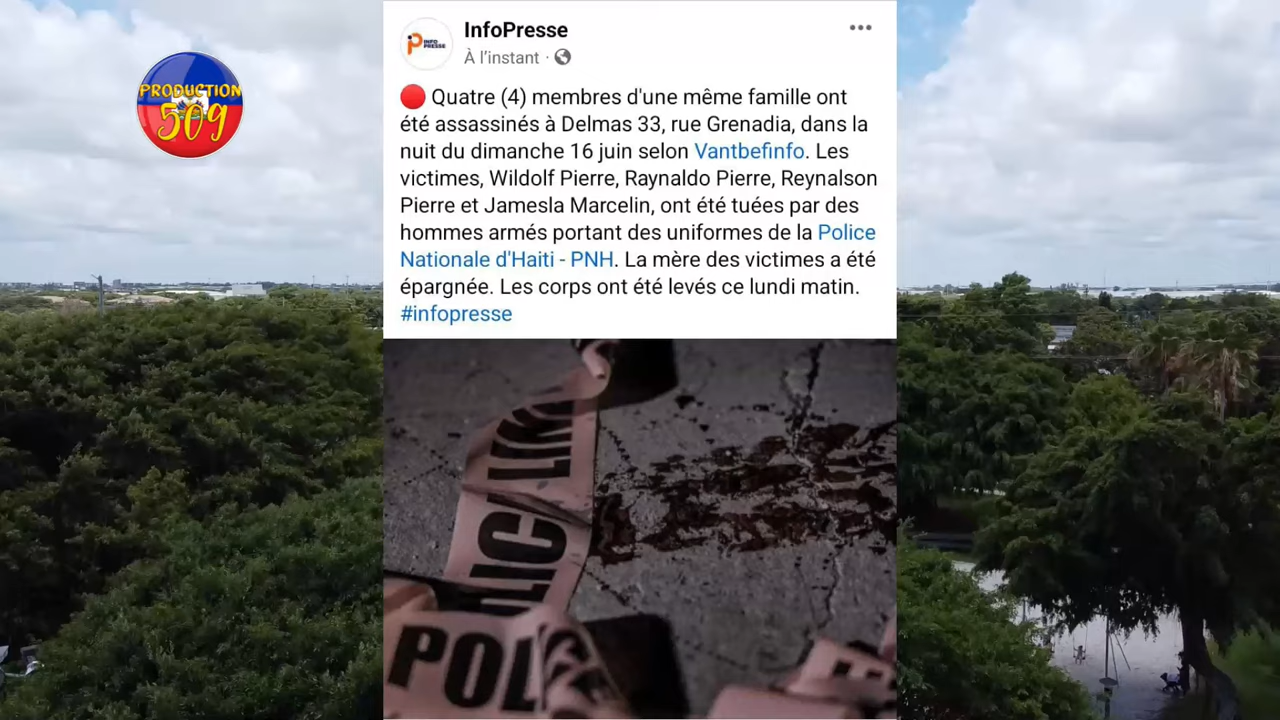 PRODUCTION
509
INFO
PRESSE
InfoPresse
À l'instant ·
Quatre (4) membres d'une même famille ont
été assassinés à Delmas 33, rue Grenadia, dans la
nuit du dimanche 16 juin selon Vantbefinfo. Les
victimes, Wildolf Pierre, Raynaldo Pierre, Reynalson
Pierre et Jamesla Marcelin, ont été tuées par des
hommes armés portant des uniformes de la Police
Nationale d'Haiti - PNH. La mère des victimes a été
épargnée. Les corps ont été levés ce lundi matin.
#infopresse
POLIC